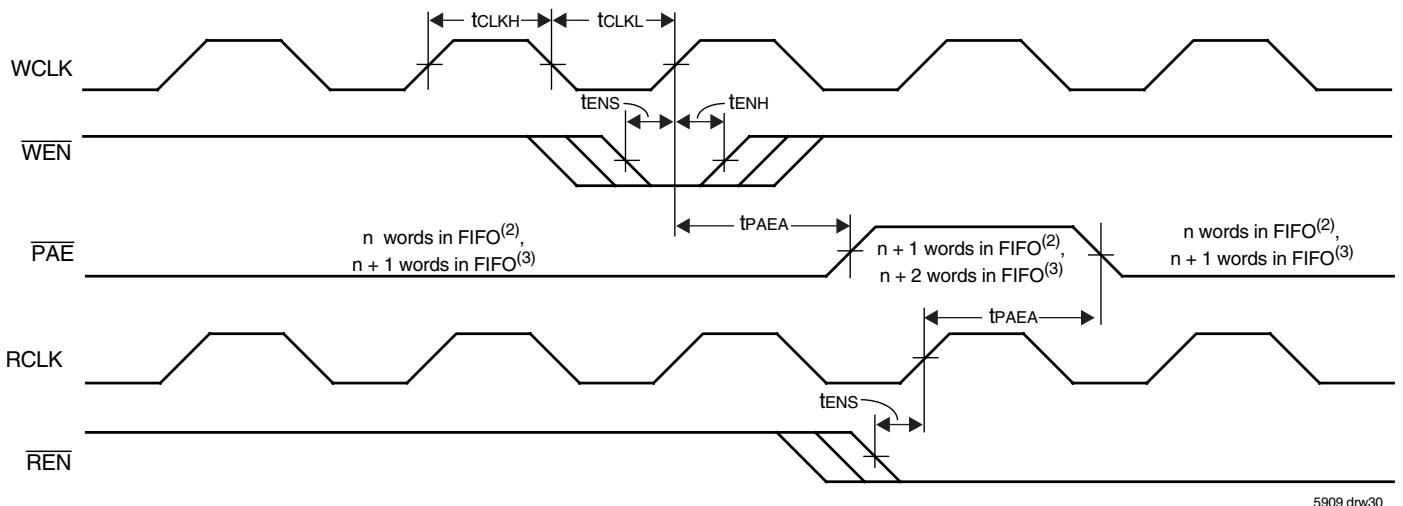 tCLKH
tCLKL
WCLK
tENS
tENH
WEN
tPAEA
PAE
n words in FIFO(2),
n + 1 words in FIFO(3)
n + 1 words in FIFO(2),
n + 2 words in FIFO(3)
n words in FIFO(2),
n + 1 words in FIFO(3)
tPAEA
RCLK
tENS
REN
5909 drw30